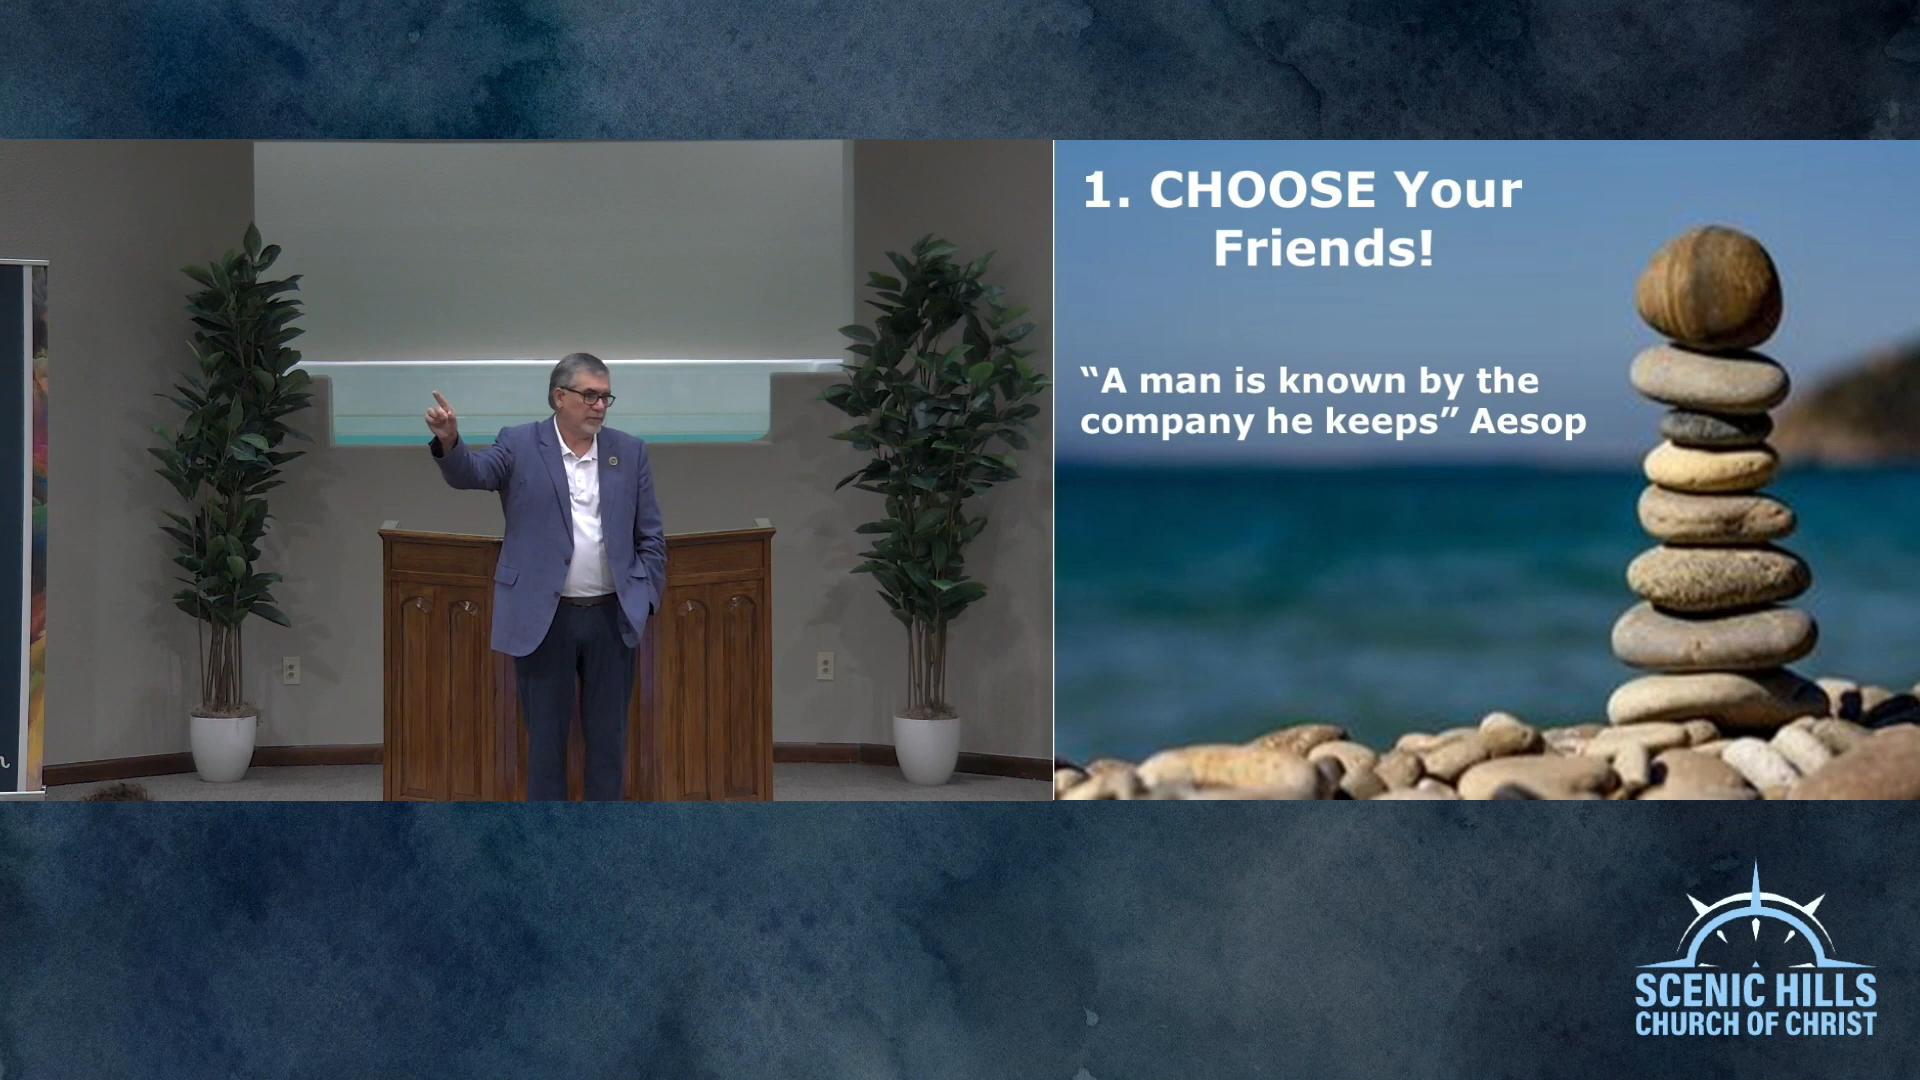 1. CHOOSE Your
Friends!
“A man is known by the
company he keeps” Aesop
SCENIC HILLS
CHURCH OF CHRIST